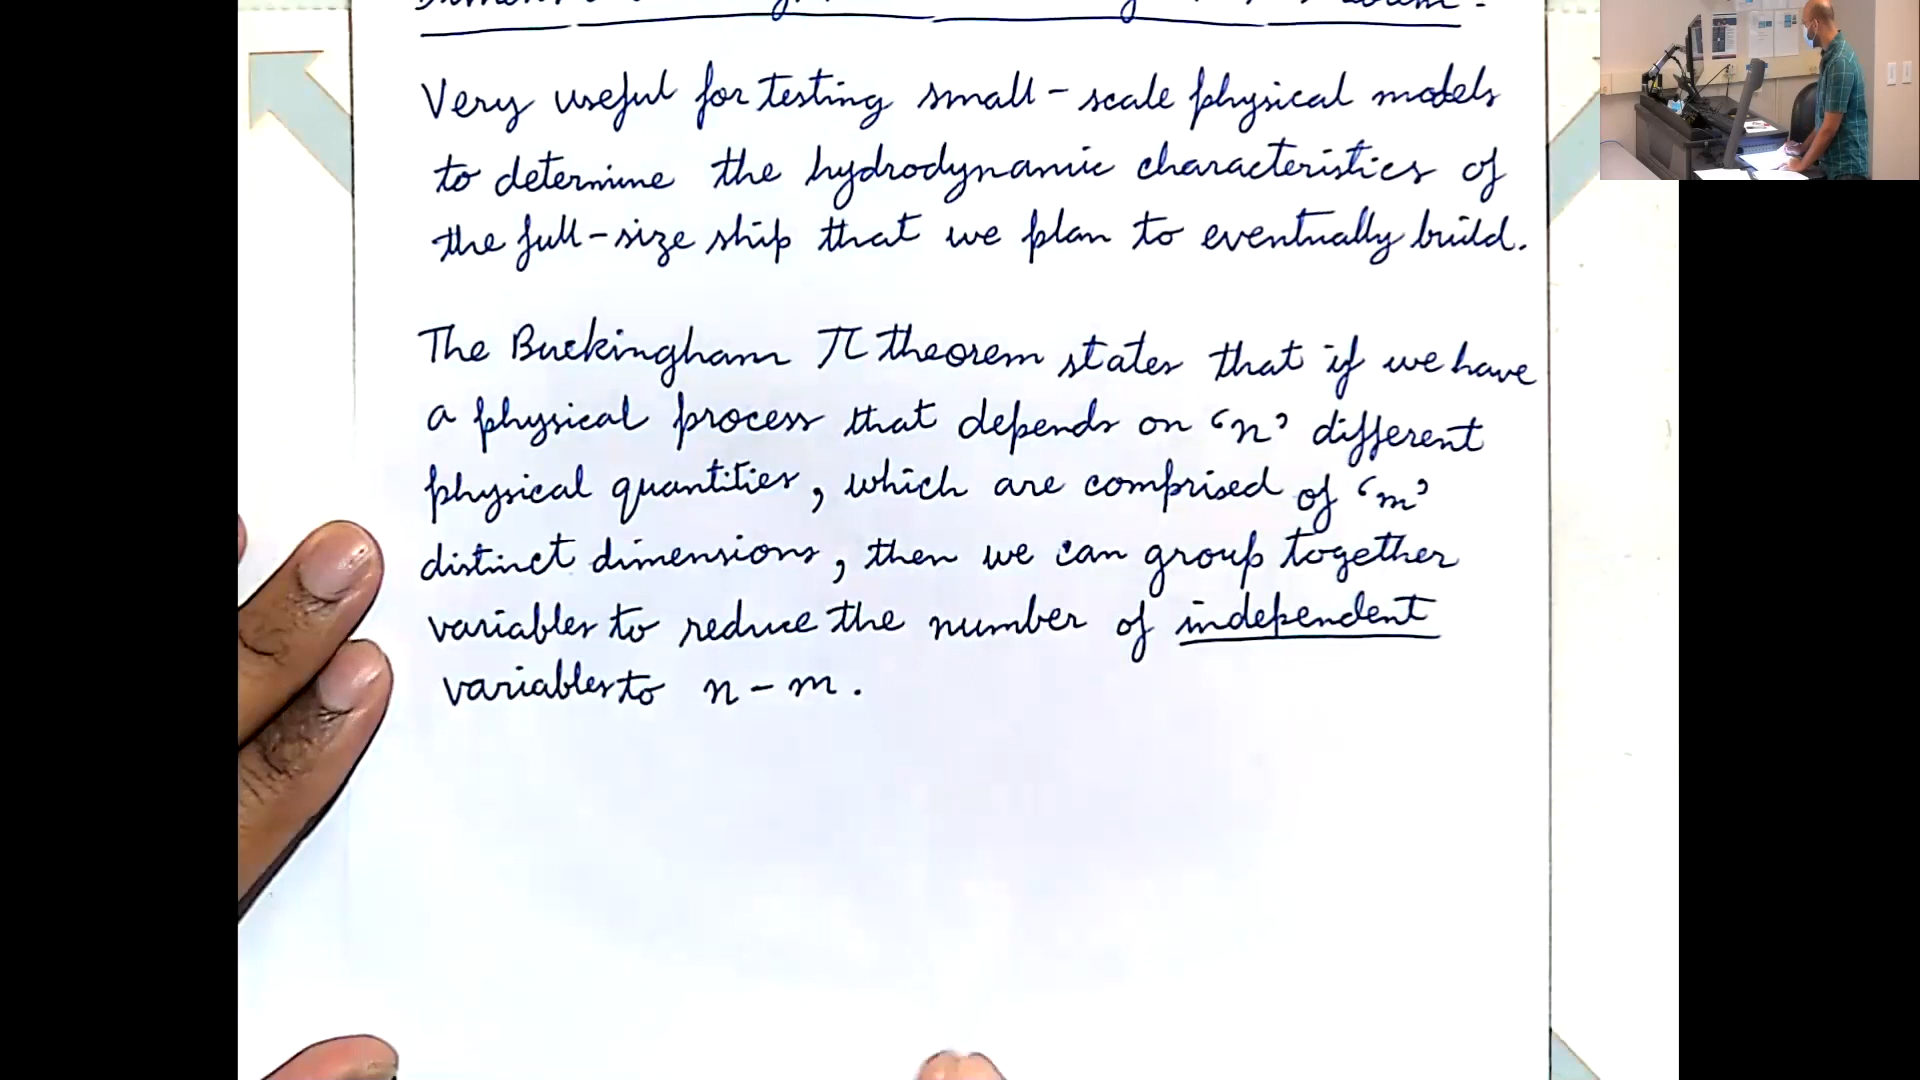 Very useful for testing small-scale physical models
to determine the hydrodynamic characteristics of
the full-size ship that we plan to eventually build.
The Buckingham π theorem states that if we have
a physical process that depends on 'n' different
physical quantities, which are comprised of 'm'
distinct dimensions, then we can group together
variables to reduce the number of independent
variables to n-m.